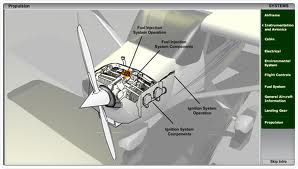 Propulsion
SYSTEMS
Fuel Injection
System Operation
Fuel Injection
System Components
Ignition System
Operation
Ignition System
Components
Airframe
Instrumentation
and Avionics
Cabin
Electrical
Environmental
System
Flight Controls
Fuel System
General Aircraft
Information
Landing Gear
Propulsion
Skip Intro